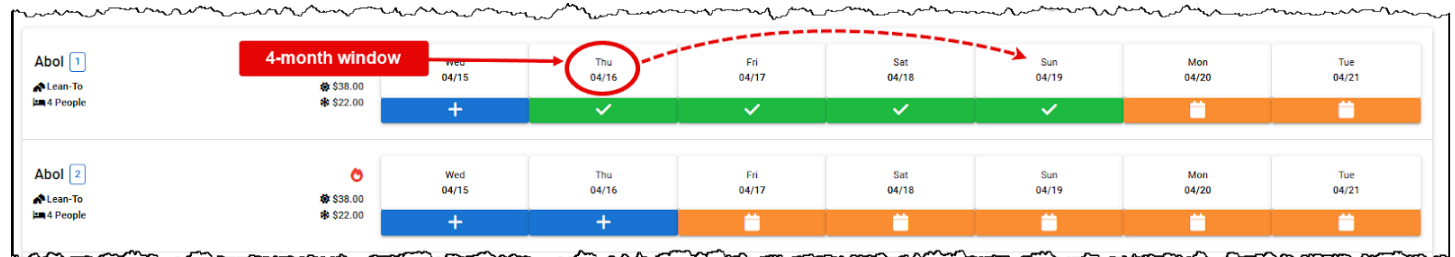 4-month window
Abol 1
Lean-To $38.00
4 People $22.00
Wed Thu Fri Sat Sun Mon Tue
04/15 04/16 04/17 04/18 04/19 04/20 04/21
Abol 2
Lean-To $38.00
4 People $22.00
Wed Thu Fri Sat Sun Mon Tue
04/15 04/16 04/17 04/18 04/19 04/20 04/21